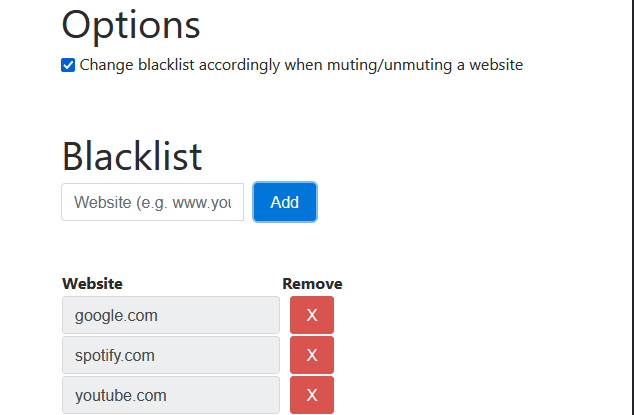 Options
Change blacklist accordingly when muting/unmuting a website
Blacklist
Website (e.g. www.you Add
Website Remove
google.com X
spotify.com X
youtube.com X